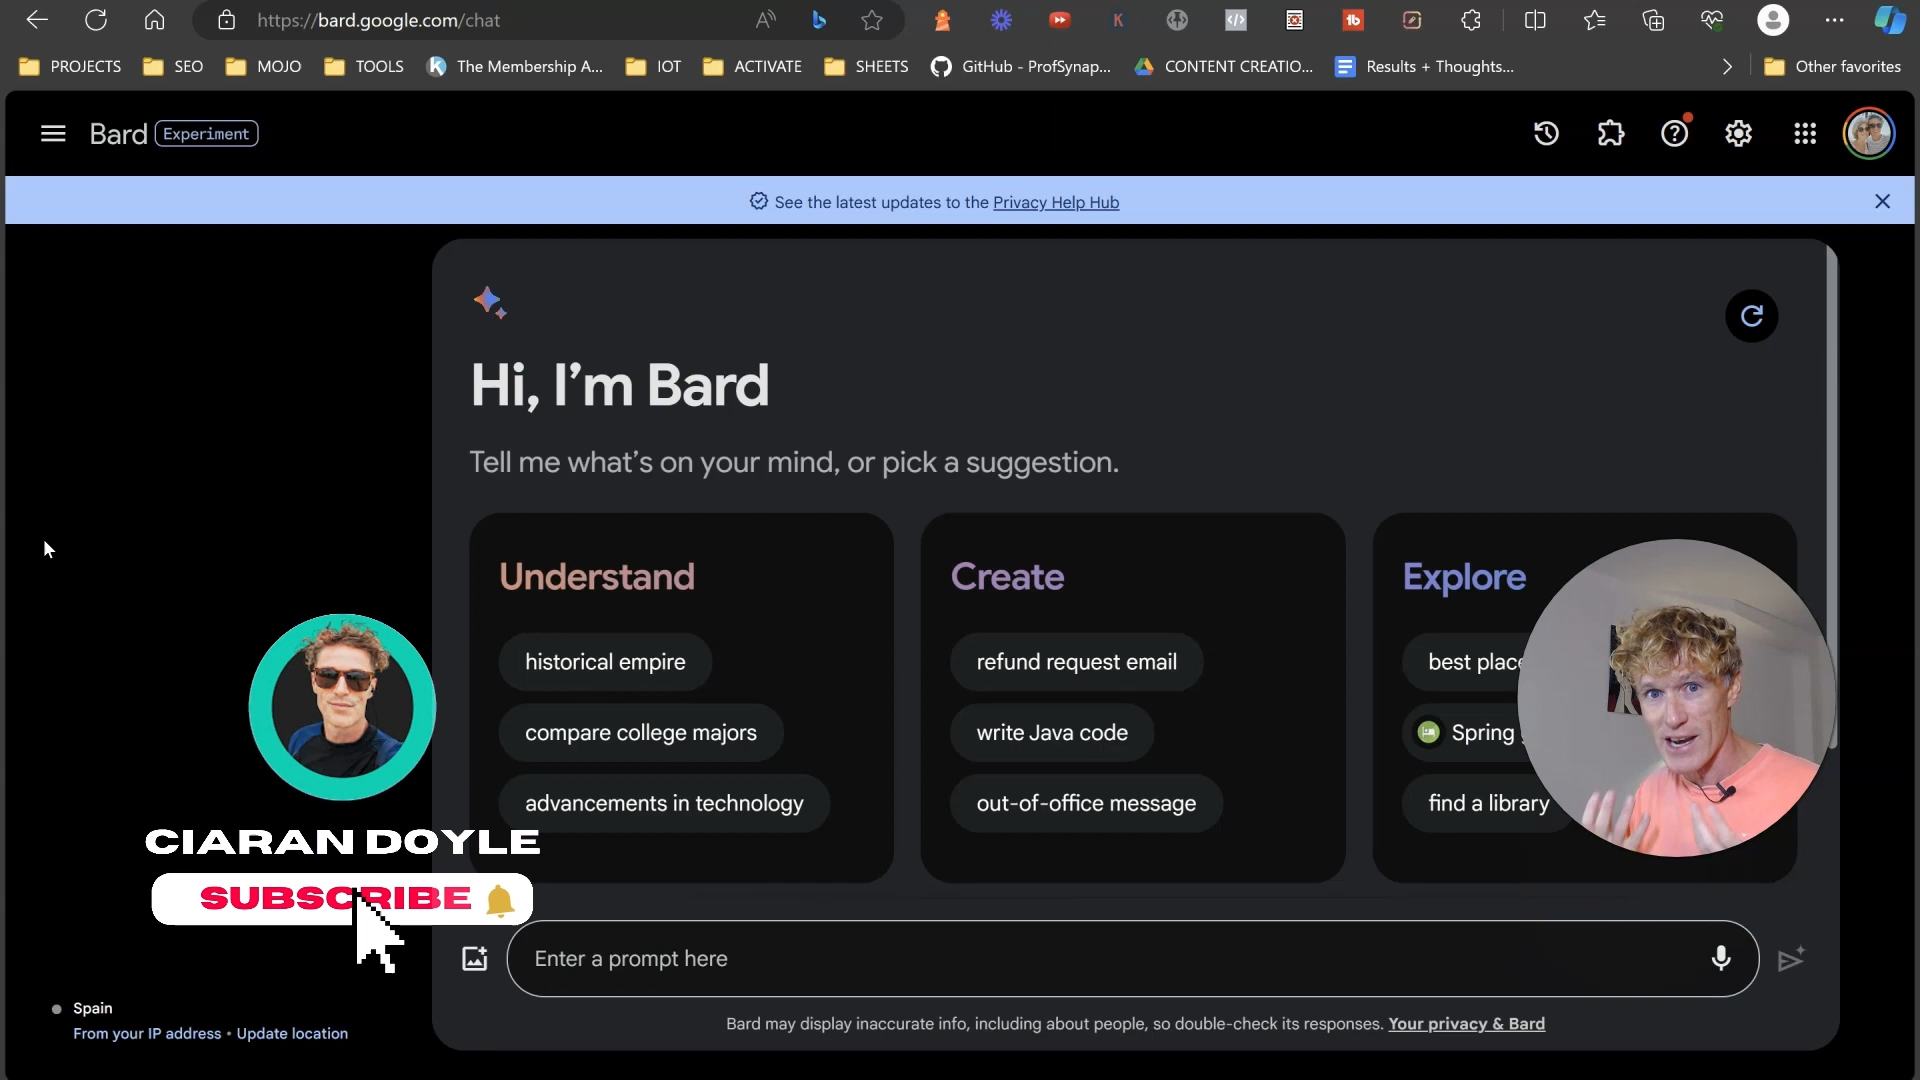 https://bard.google.com/chat
PROJECTS
SEO
MOJO
TOOLS
The Membership A...
IOT
ACTIVATE
SHEETS
GitHub - ProfSynap...
CONTENT CREATIO...
Results + Thoughts...
Other favorites
Bard Experiment
See the latest updates to the Privacy Help Hub
Hi, I’m Bard
Tell me what’s on your mind, or pick a suggestion.
Understand
historical empire
compare college majors
advancements in technology
Create
refund request email
write Java code
out-of-office message
Explore
best place
Spring
find a library
CIARAN DOYLE
SUBSCRIBE
Enter a prompt here
Spain
From your IP address • Update location
Bard may display inaccurate info, including about people, so double-check its responses. Your privacy & Bard